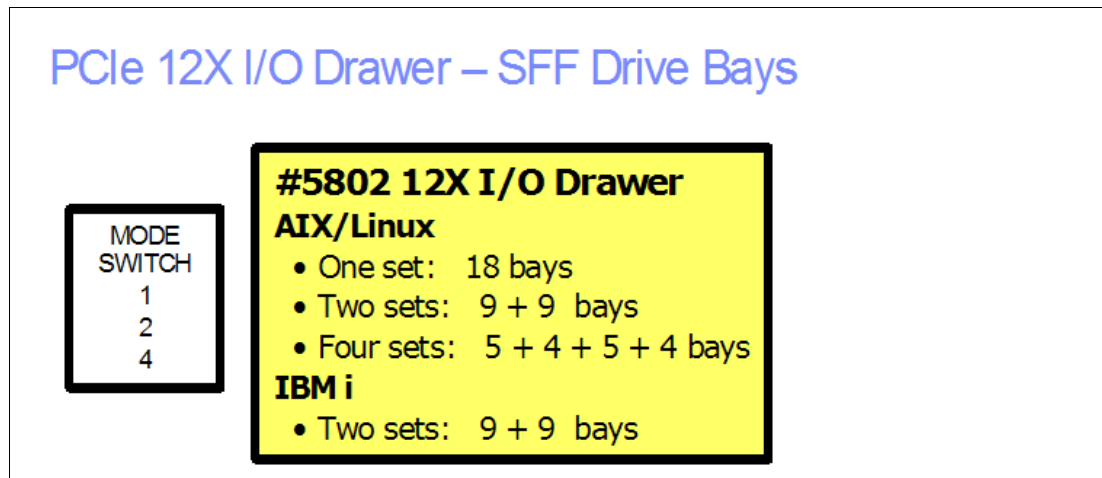 PCIe 12X I/O Drawer – SFF Drive Bays
MODE
SWITCH
1
2
4
#5802 12X I/O Drawer
AIX/Linux
• One set: 18 bays
• Two sets: 9 + 9 bays
• Four sets: 5 + 4 + 5 + 4 bays
IBM i
• Two sets: 9 + 9 bays